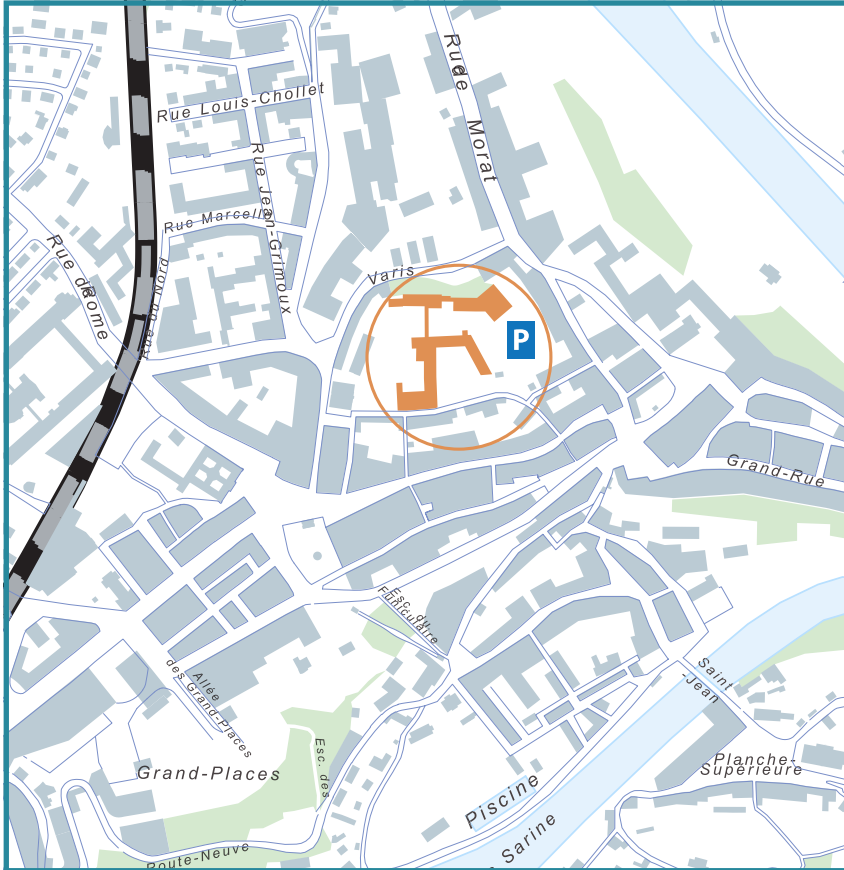 Rue de Morat
Rue Louis-Chollet
Rue Jean-Grimoux
Rue Marcello
Rue de Rome
Rue du Nord
Varis
P
Grand-Rue
Esc. du
Funiculaire
Allée
des Grand-Places
Saint
-Jean
Esc. des
Grand-Places
Planche-
Supérieure
Piscine
Sarine
Route-Neuve